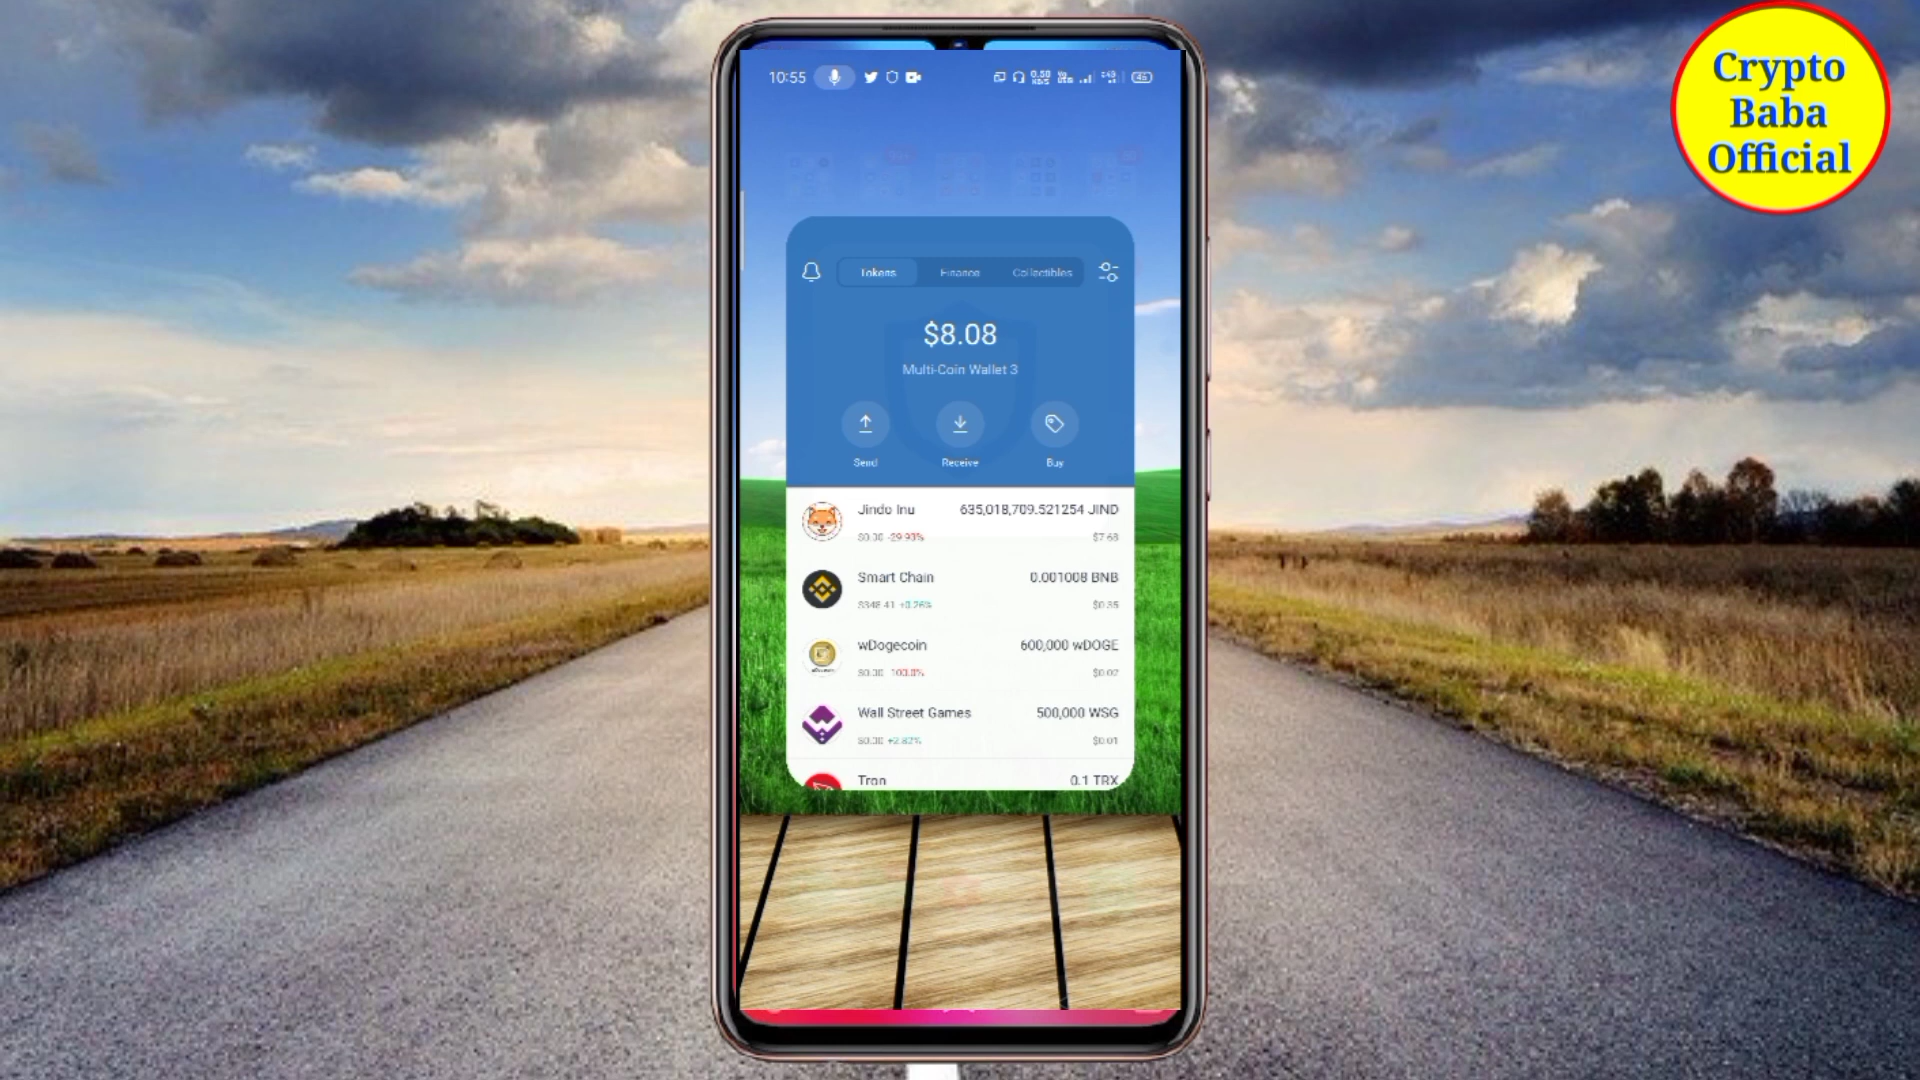 Crypto
Baba
Official
10:55
Tokens Finance Collectibles
$8.08
Multi-Coin Wallet 3
Send Receive Buy
Jindo Inu 635,018,709.521254 JIND
$0.00 -29.93% $7.68
Smart Chain 0.001008 BNB
$348.41 +0.26% $0.35
wDogecoin 600,000 wDOGE
$0.00 -100.0% $0.02
Wall Street Games 500,000 WSG
$0.00 +2.82% $0.01
Tron 0.1 TRX